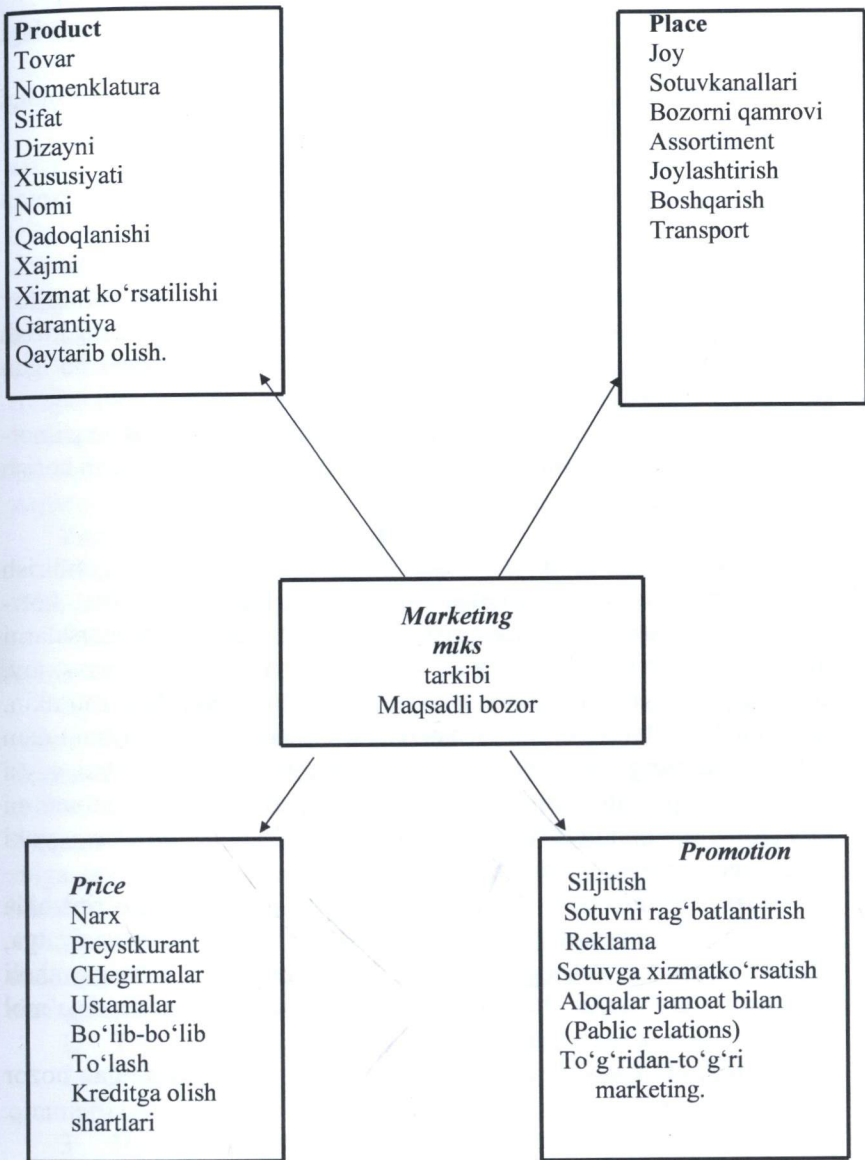 Product
Tovar
Nomenklatura
Sifat
Dizayni
Xususiyati
Nomi
Qadoqlanishi
Xajmi
Xizmat ko‘rsatilishi
Garantiya
Qaytarib olish.
Place
Joy
Sotuvkanallari
Bozorni qamrovi
Assortiment
Joylashtirish
Boshqarish
Transport
Marketing
miks
tarkibi
Maqsadli bozor
Price
Narx
Preystkurant
CHegirmalar
Ustamalar
Bo‘lib-bo‘lib
To‘lash
Kreditga olish
shartlari
Promotion
Siljitish
Sotuvni rag‘batlantirish
Reklama
Sotuvga xizmatko‘rsatish
Aloqalar jamoat bilan
(Pablic relations)
To‘g‘ridan-to‘g‘ri
marketing.